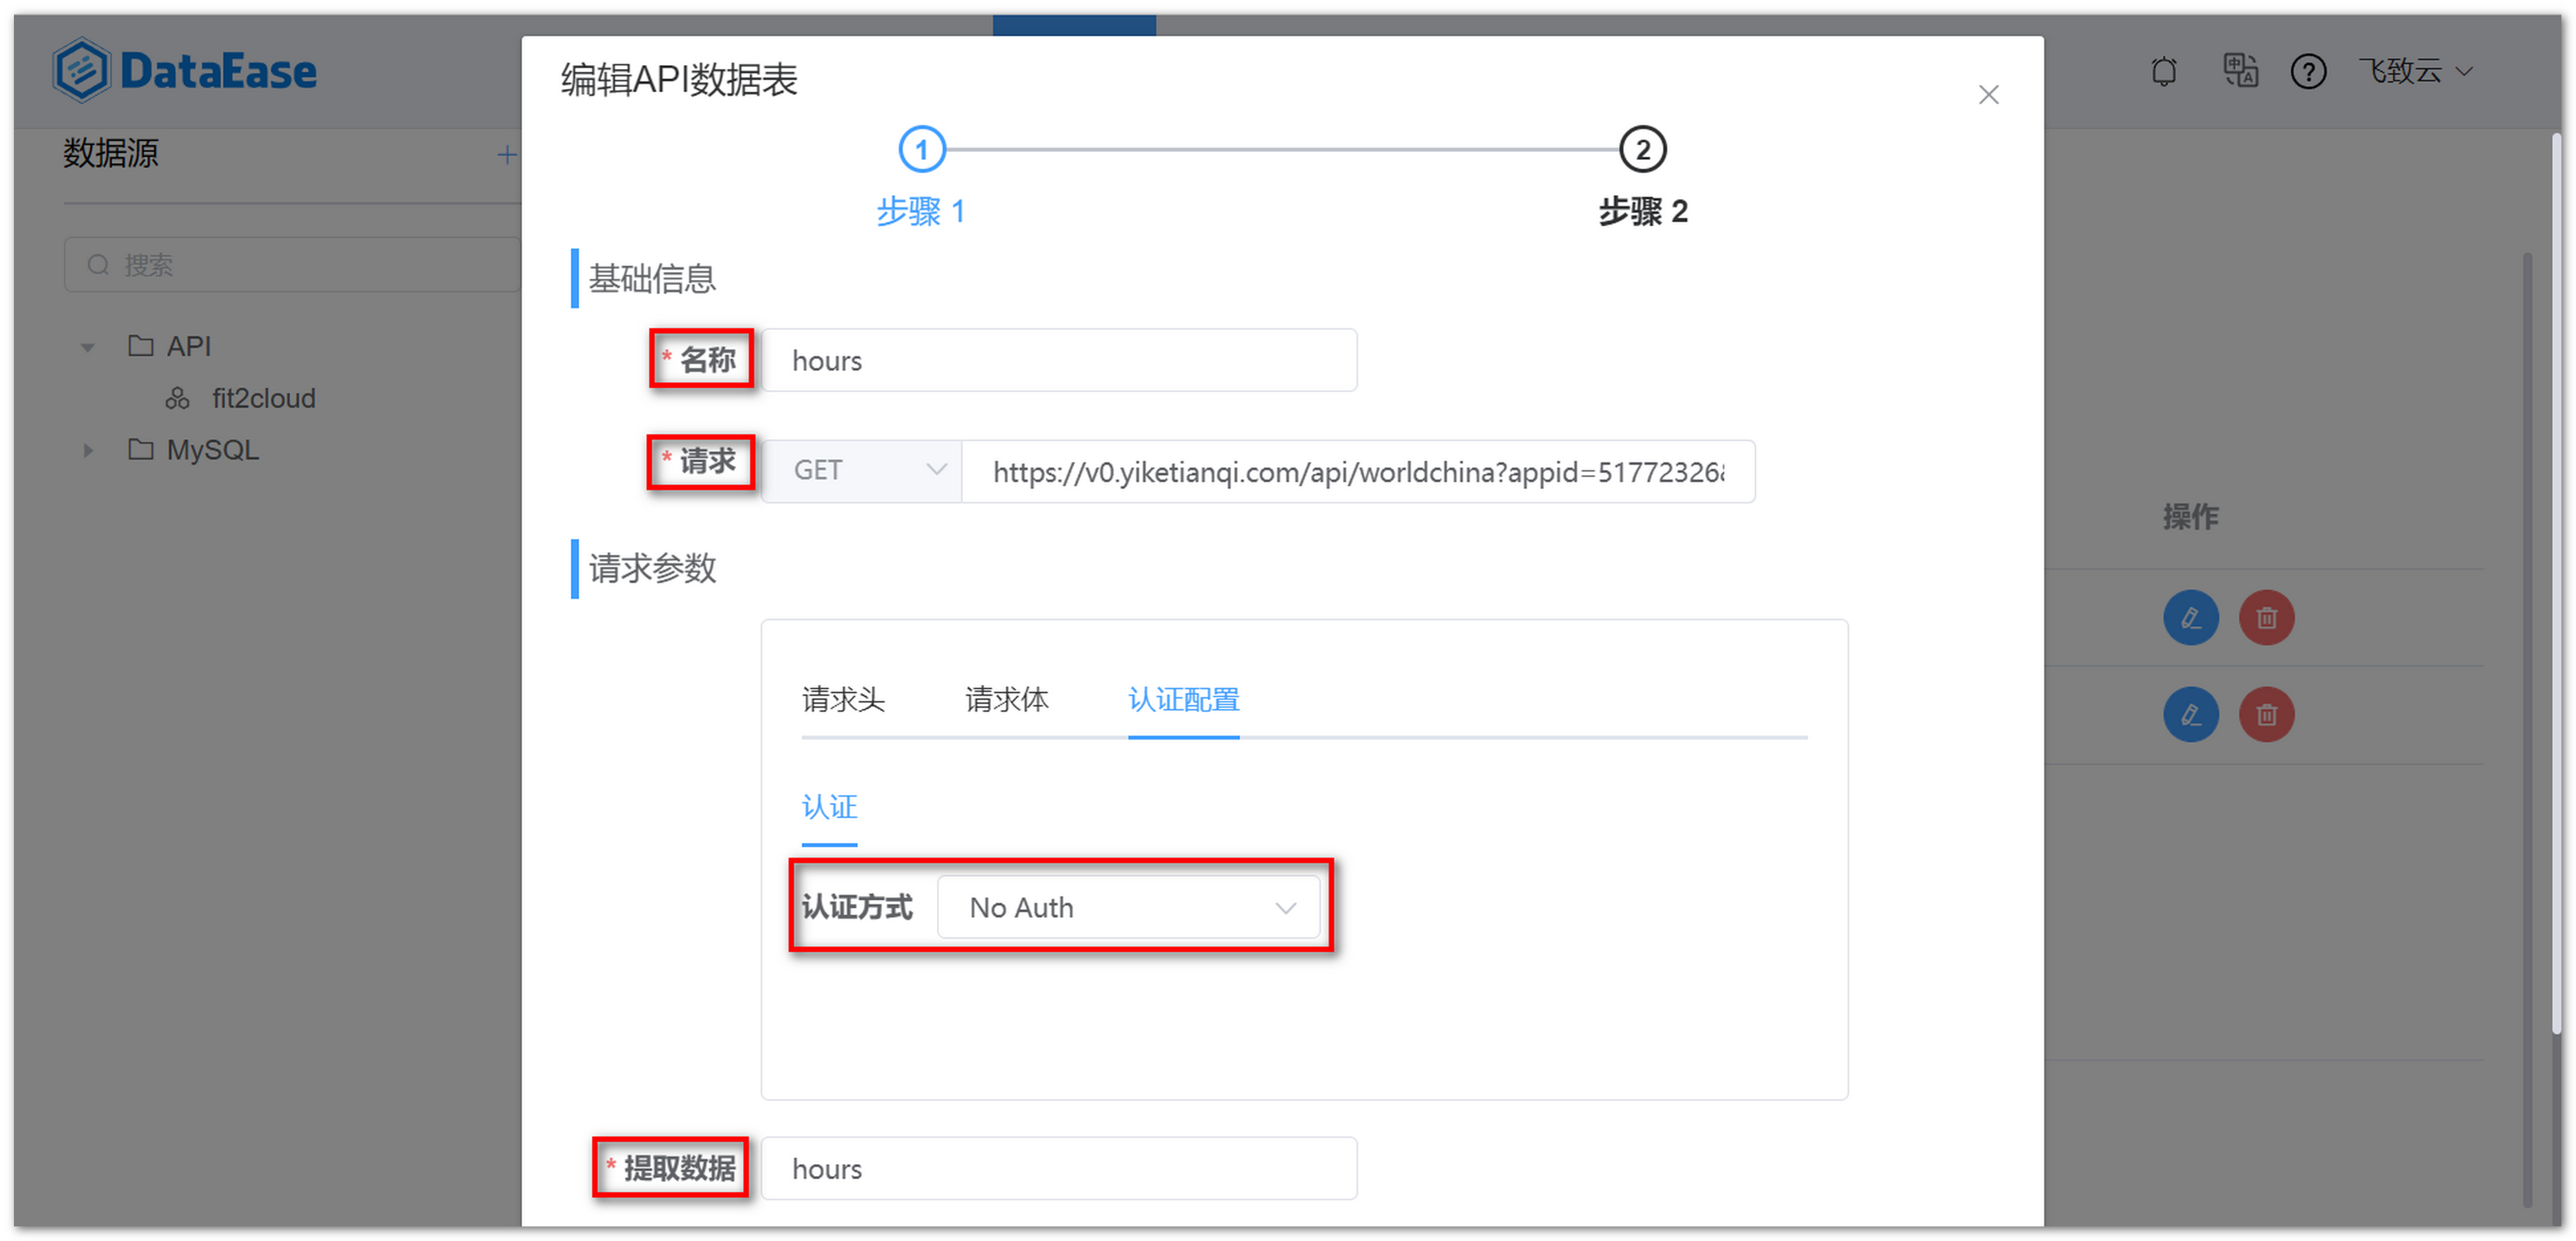 DataEase
飞致云
数据源
搜索
API
fit2cloud
MySQL
编辑API数据表
1
2
步骤 1
步骤 2
基础信息
* 名称
hours
* 请求
GET
https://v0.yiketianqi.com/api/worldchina?appid=51772326&
请求参数
请求头 请求体 认证配置
认证
认证方式
No Auth
* 提取数据
hours
操作